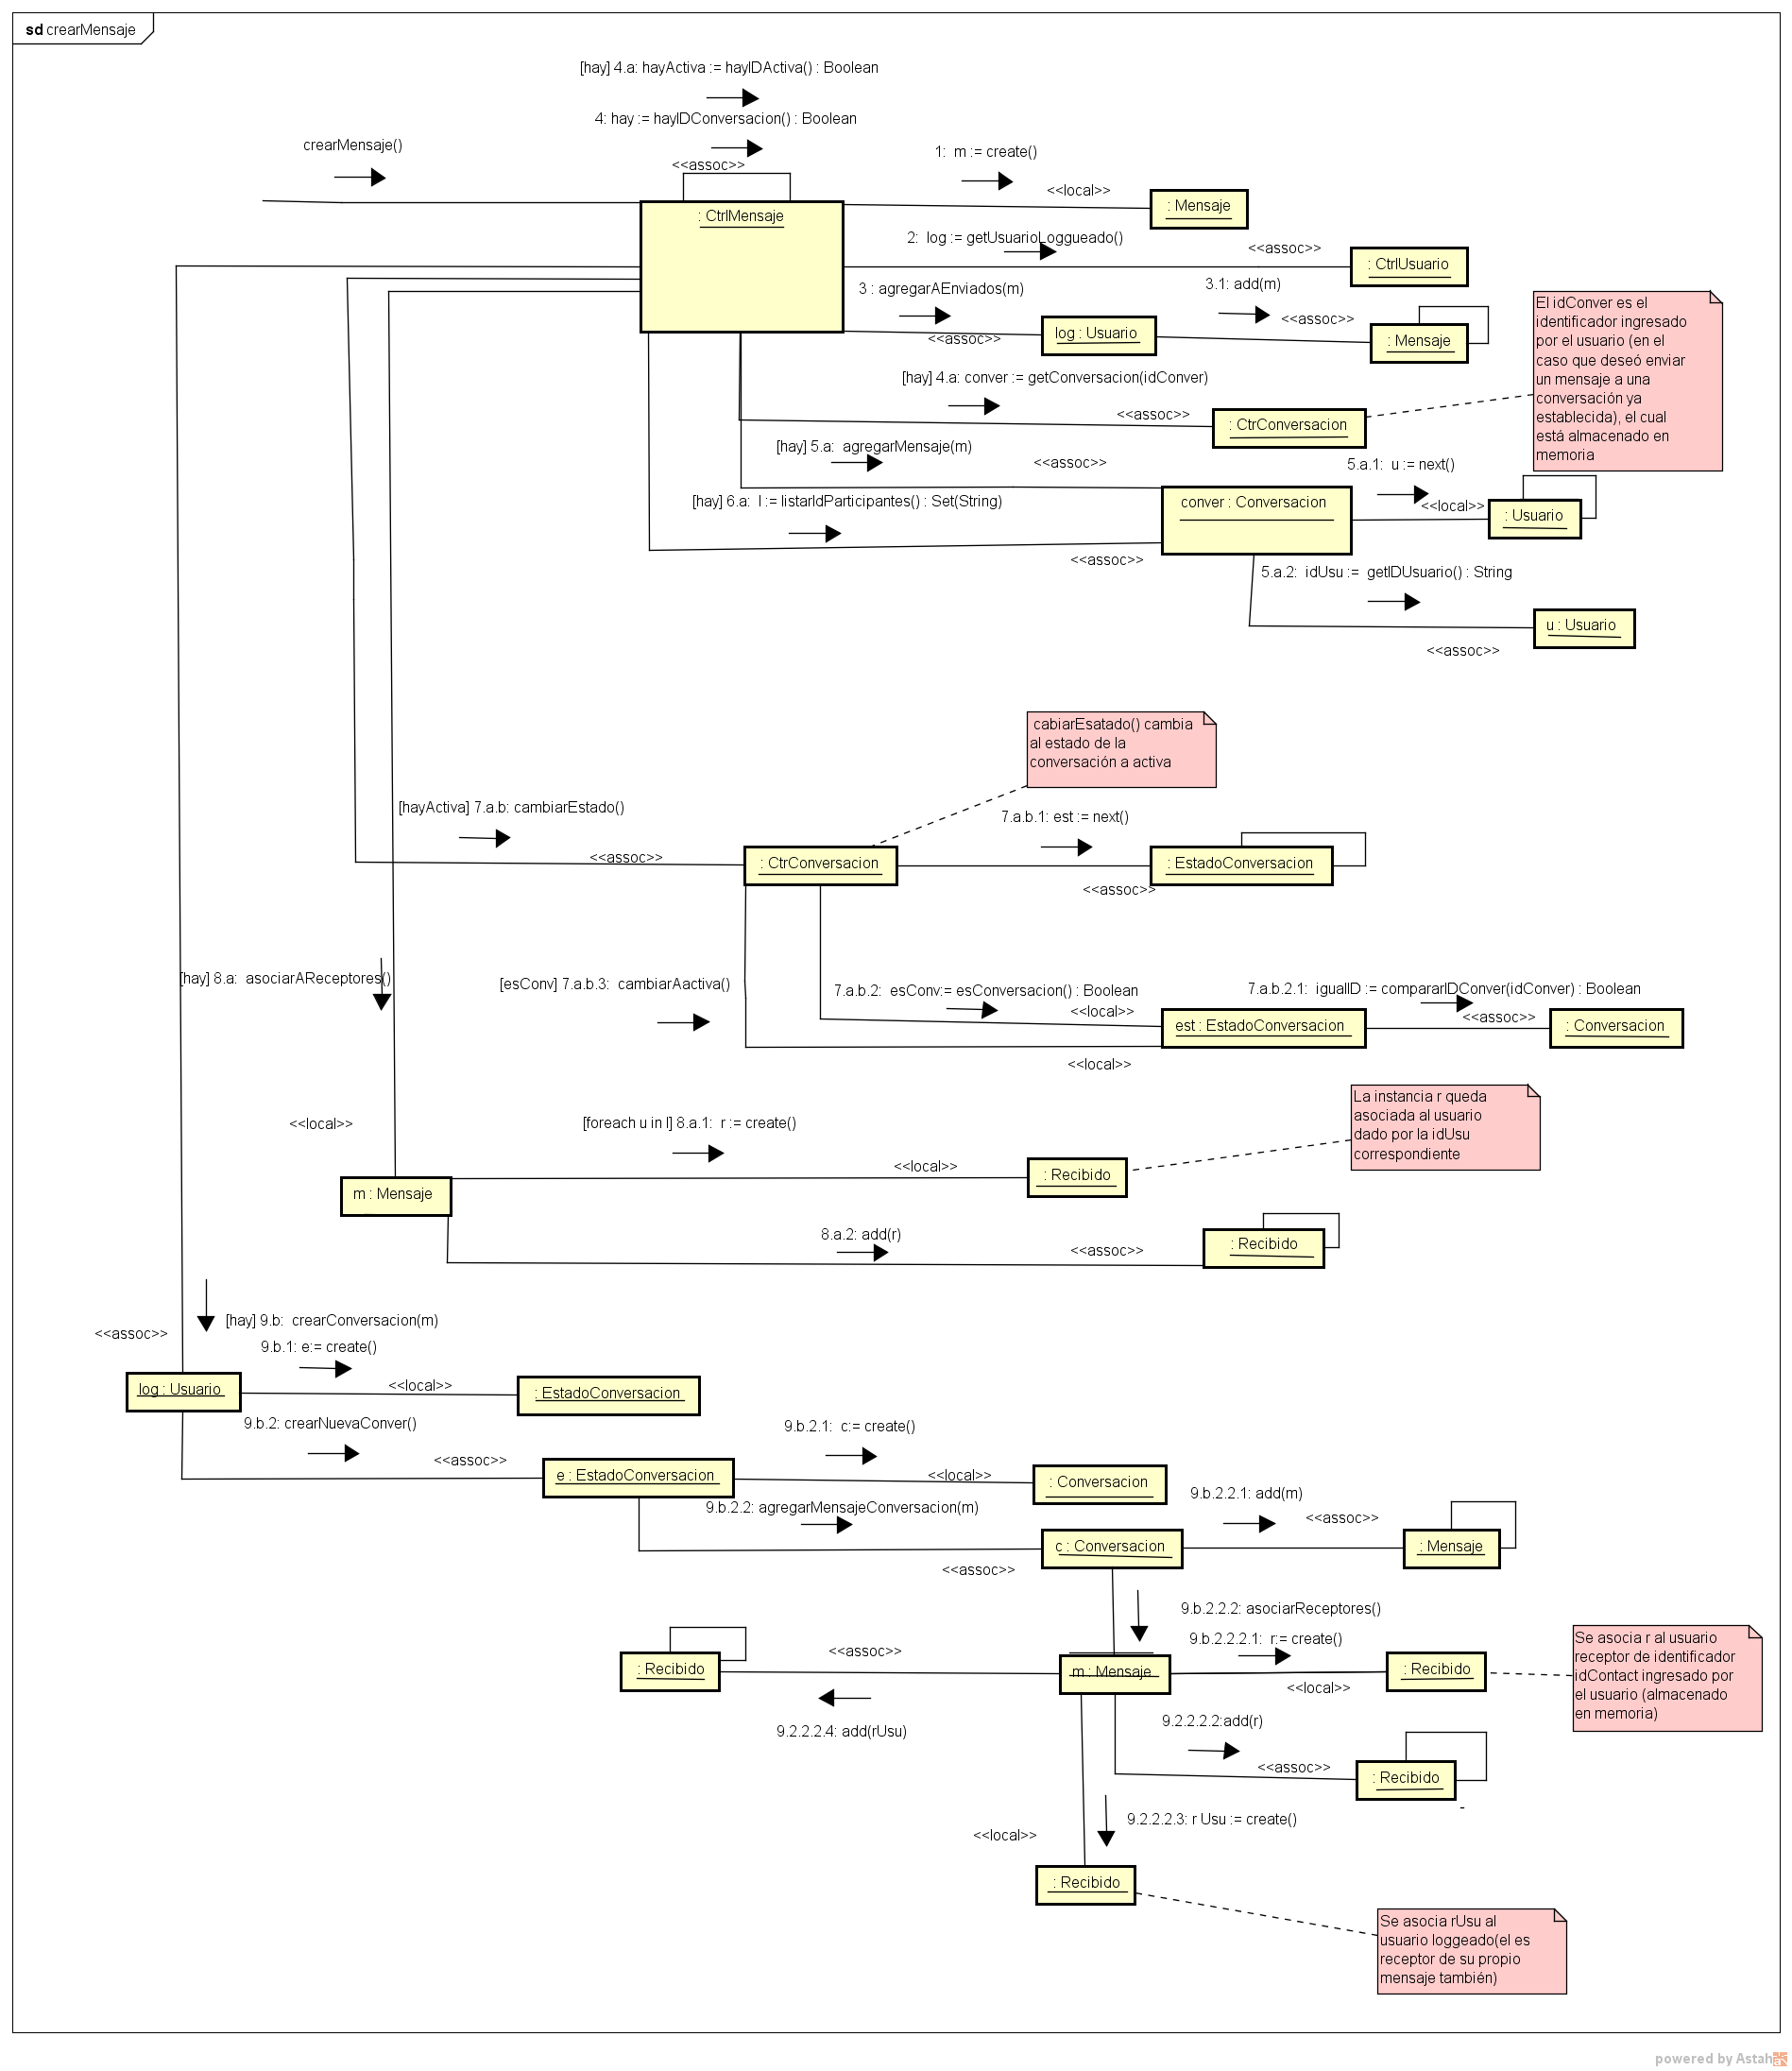 sd crearMensaje
[hay] 4.a: hayActiva := hayIDActiva() : Boolean
4: hay := hayIDConversacion() : Boolean
crearMensaje()
<<assoc>>
1:  m := create()
<<local>>
: CtrlMensaje
: Mensaje
2:  log := getUsuarioLoggueado()
<<assoc>>
: CtrlUsuario
3 : agregarAEnviados(m)
3.1: add(m)
<<assoc>>
log : Usuario
<<assoc>>
: Mensaje
El idConver es el
identificador ingresado
por el usuario (en el
caso que deseó enviar
un mensaje a una
conversación ya
establecida), el cual
está almacenado en
memoria
[hay] 4.a: conver := getConversacion(idConver)
<<assoc>>
: CtrConversacion
[hay] 5.a:  agregarMensaje(m)
<<assoc>>
5.a.1:  u := next()
[hay] 6.a:  l := listarIdParticipantes() : Set(String)
conver : Conversacion
<<local>>
: Usuario
<<assoc>>
5.a.2:  idUsu :=  getIDUsuario() : String
u : Usuario
<<assoc>>
cabiarEsatado() cambia
al estado de la
conversación a activa
[hayActiva] 7.a.b: cambiarEstado()
7.a.b.1: est := next()
<<assoc>>
: CtrConversacion
: EstadoConversacion
<<assoc>>
[hay] 8.a:  asociarAReceptores()
[esConv] 7.a.b.3:  cambiarAactiva()
7.a.b.2:  esConv:= esConversacion() : Boolean
7.a.b.2.1:  igualID := compararIDConver(idConver) : Boolean
<<local>>
<<assoc>>
est : EstadoConversacion
: Conversacion
<<local>>
<<local>>
[foreach u in l] 8.a.1:  r := create()
La instancia r queda
asociada al usuario
dado por la idUsu
correspondiente
<<local>>
: Recibido
m : Mensaje
8.a.2: add(r)
<<assoc>>
: Recibido
<<assoc>>
[hay] 9.b:  crearConversacion(m)
9.b.1: e:= create()
log : Usuario
<<local>>
: EstadoConversacion
9.b.2: crearNuevaConver()
9.b.2.1:  c:= create()
<<assoc>>
e : EstadoConversacion
<<local>>
: Conversacion
9.b.2.2: agregarMensajeConversacion(m)
9.b.2.2.1: add(m)
<<assoc>>
c : Conversacion
: Mensaje
<<assoc>>
9.b.2.2.2: asociarReceptores()
9.b.2.2.2.1:  r:= create()
<<assoc>>
: Recibido
m : Mensaje
: Recibido
<<local>>
Se asocia r al usuario
receptor de identificador
idContact ingresado por
el usuario (almacenado
en memoria)
9.2.2.2.4: add(rUsu)
9.2.2.2.2:add(r)
<<assoc>>
: Recibido
9.2.2.2.3: r Usu := create()
<<local>>
: Recibido
Se asocia rUsu al
usuario loggeado(el es
receptor de su propio
mensaje también)
powered by Astah